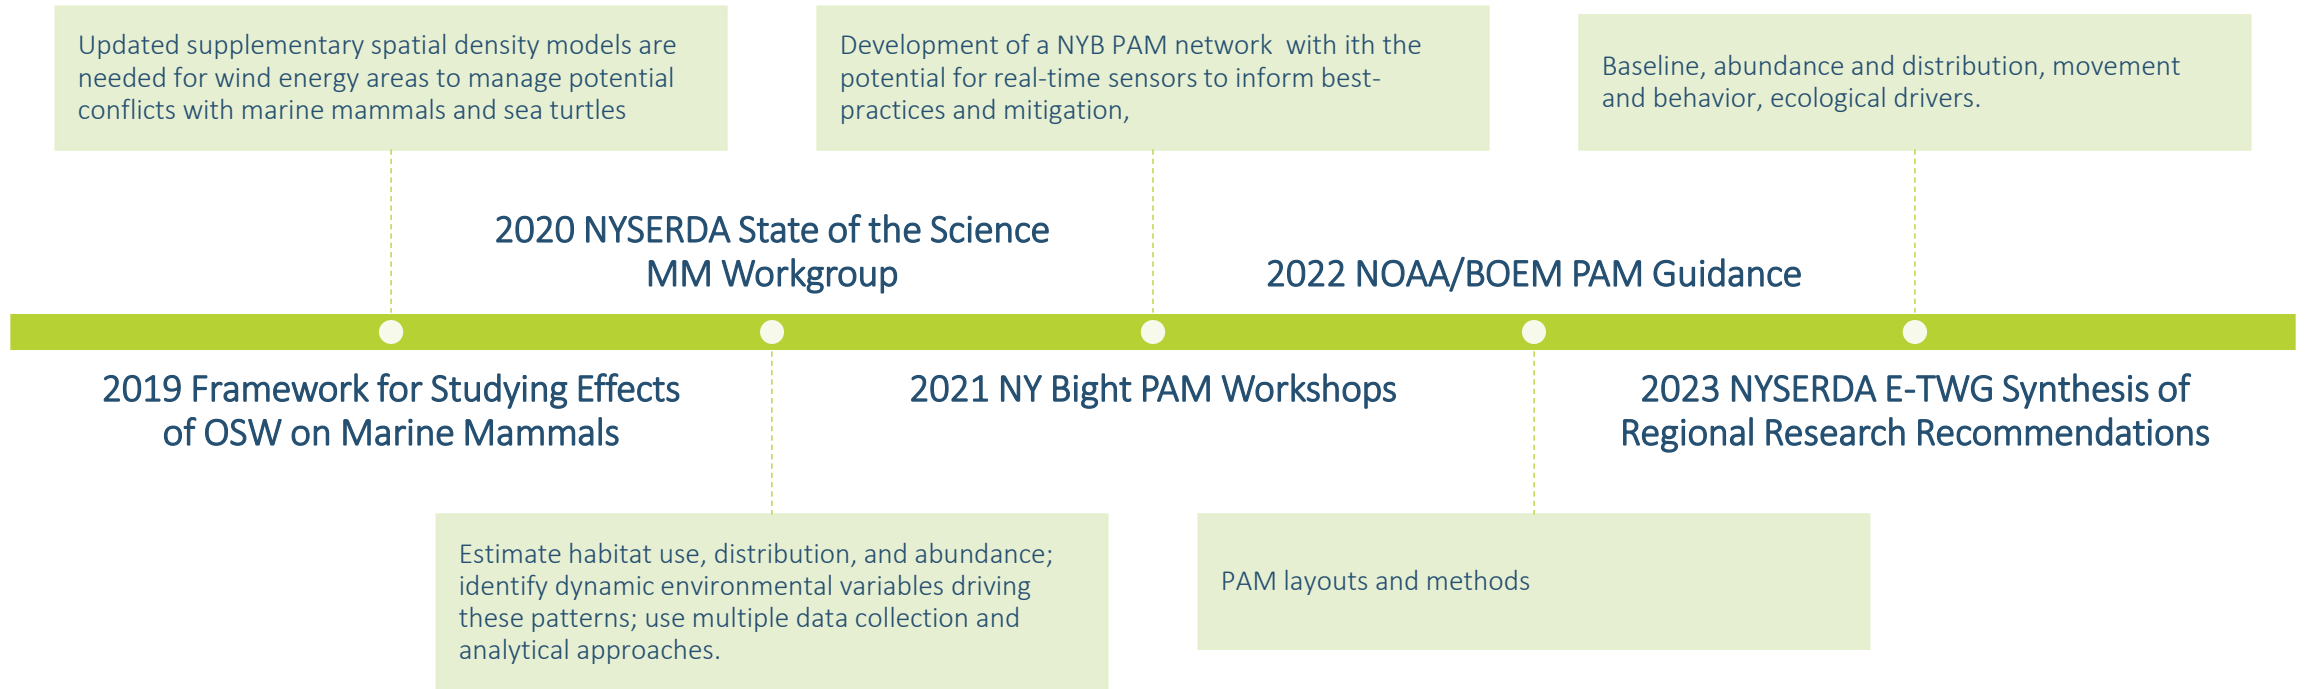 Updated supplementary spatial density models are
needed for wind energy areas to manage potential
conflicts with marine mammals and sea turtles
Development of a NYB PAM network  with ith the
potential for real-time sensors to inform best-
practices and mitigation,
Baseline, abundance and distribution, movement
and behavior, ecological drivers.
2020 NYSERDA State of the Science
MM Workgroup
2022 NOAA/BOEM PAM Guidance
2019 Framework for Studying Effects
of OSW on Marine Mammals
2021 NY Bight PAM Workshops
2023 NYSERDA E-TWG Synthesis of
Regional Research Recommendations
Estimate habitat use, distribution, and abundance;
identify dynamic environmental variables driving
these patterns; use multiple data collection and
analytical approaches.
PAM layouts and methods